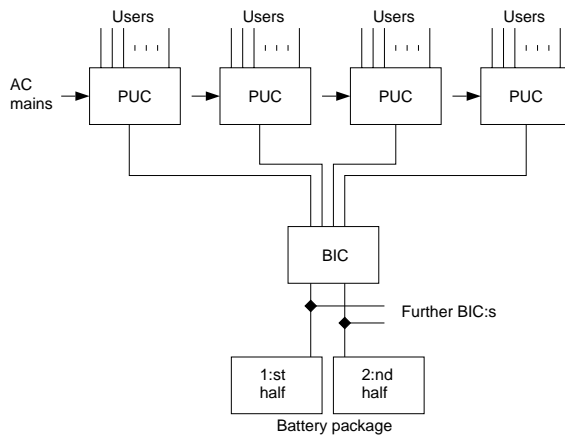 Users Users Users Users
AC
mains
PUC PUC PUC PUC
BIC
Further BIC:s
1:st
half
2:nd
half
Battery package